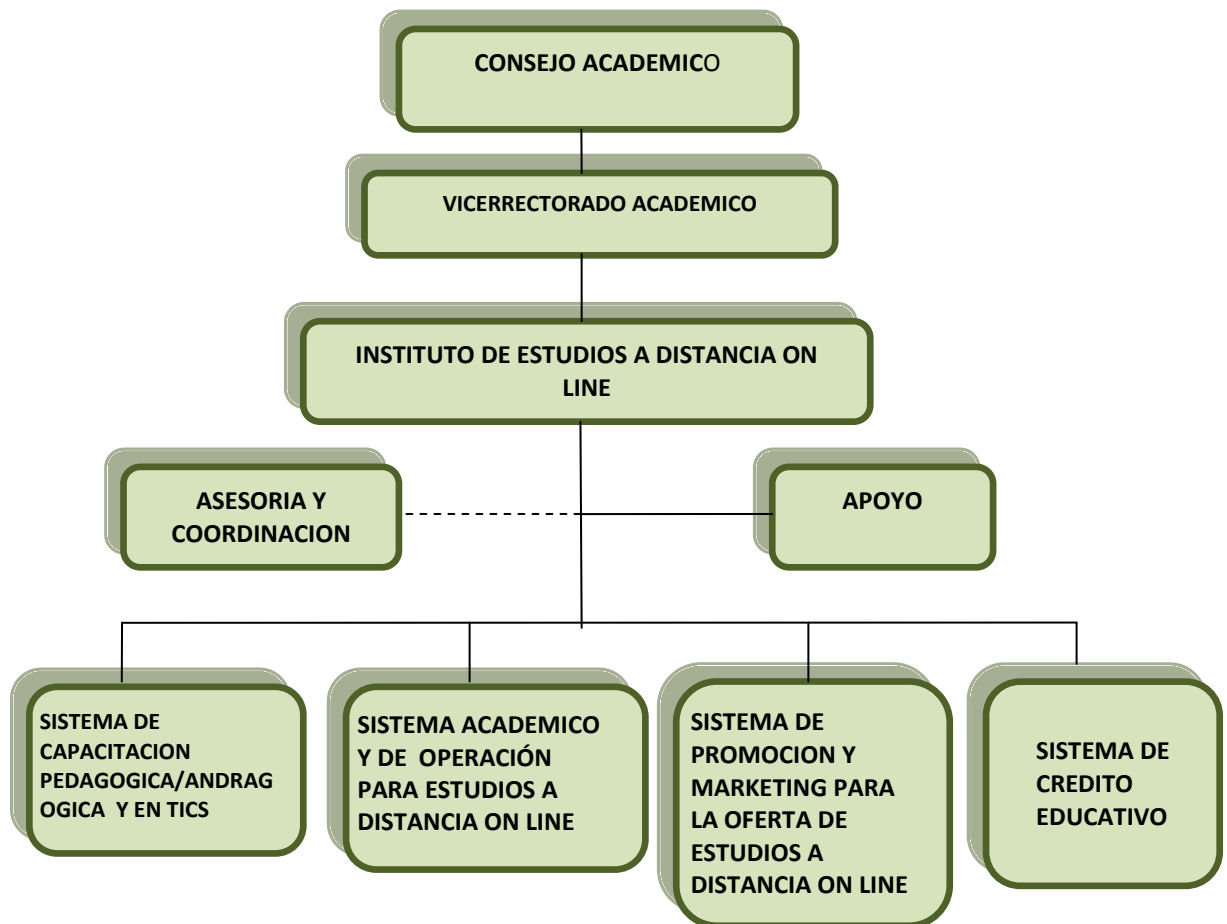 CONSEJO ACADEMICO
VICERRECTORADO ACADEMICO
INSTITUTO DE ESTUDIOS A DISTANCIA ON
LINE
ASESORIA Y
COORDINACION
APOYO
SISTEMA DE
CAPACITACION
PEDAGOGICA/ANDRAG
OGICA Y EN TICS
SISTEMA ACADEMICO
Y DE OPERACIÓN
PARA ESTUDIOS A
DISTANCIA ON LINE
SISTEMA DE
PROMOCION Y
MARKETING PARA
LA OFERTA DE
ESTUDIOS A
DISTANCIA ON LINE
SISTEMA DE
CREDITO
EDUCATIVO